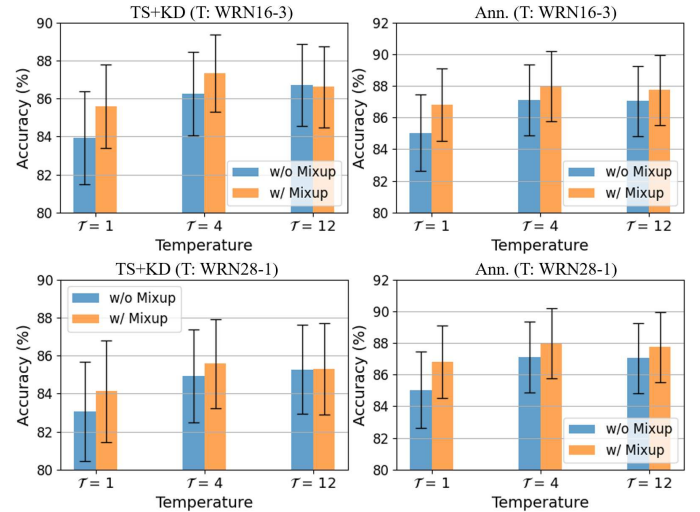 TS+KD (T: WRN16-3)
Accuracy (%)
90
88
86
84
82
80
w/o Mixup
w/ Mixup
𝒯 = 1
𝒯 = 4
𝒯 = 12
Temperature
Ann. (T: WRN16-3)
Accuracy (%)
92
90
88
86
84
82
80
w/o Mixup
w/ Mixup
𝒯 = 1
𝒯 = 4
𝒯 = 12
Temperature
TS+KD (T: WRN28-1)
Accuracy (%)
90
88
86
84
82
80
w/o Mixup
w/ Mixup
𝒯 = 1
𝒯 = 4
𝒯 = 12
Temperature
Ann. (T: WRN28-1)
Accuracy (%)
92
90
88
86
84
82
80
w/o Mixup
w/ Mixup
𝒯 = 1
𝒯 = 4
𝒯 = 12
Temperature